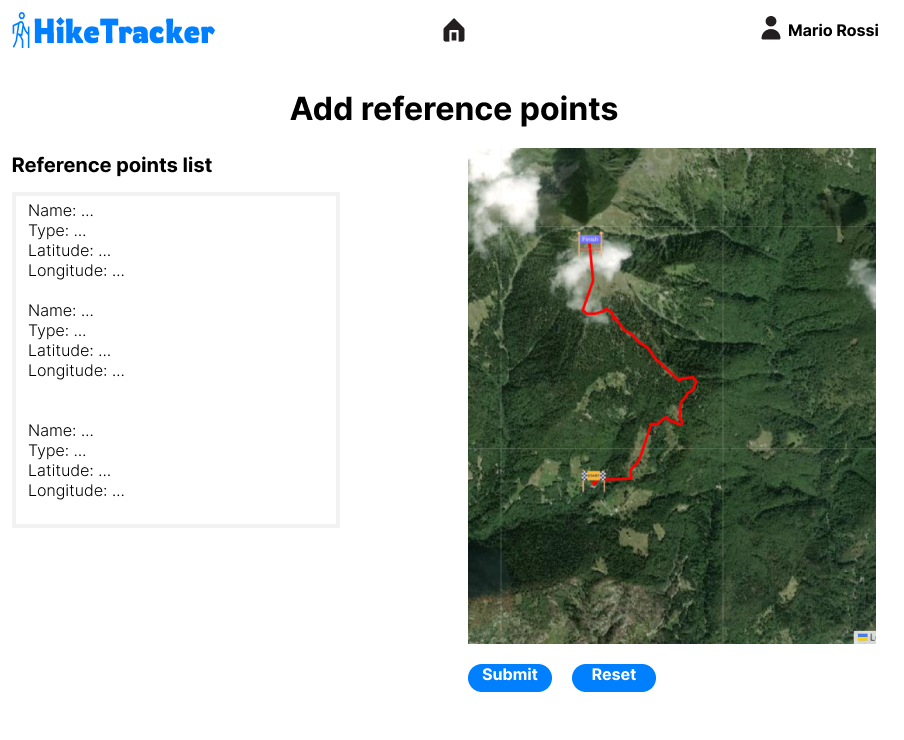 HikeTracker
Mario Rossi
Add reference points
Reference points list
Name: ...
Type: ...
Latitude: ...
Longitude: ...
Name: ...
Type: ...
Latitude: ...
Longitude: ...
Name: ...
Type: ...
Latitude: ...
Longitude: ...
Finish
Submit
Reset